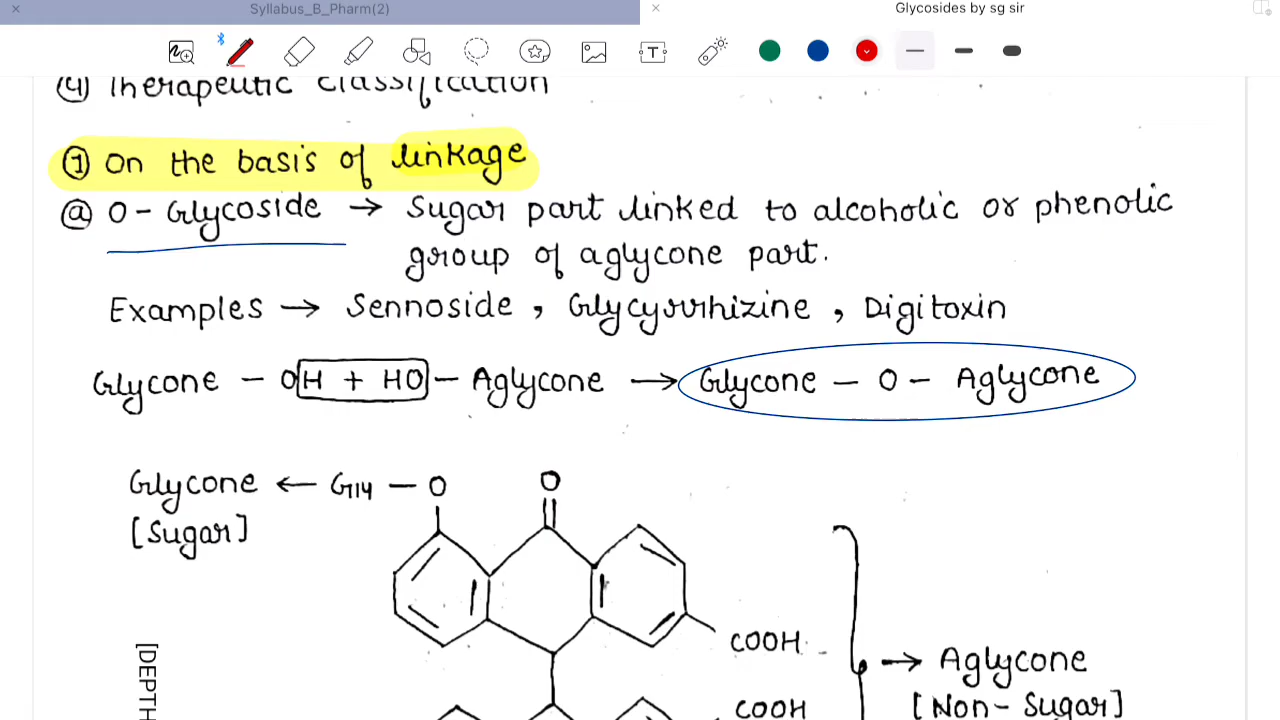 Syllabus_B_Pharm(2)
Glycosides by sg sir
T
④ Therapeutic classification
① On the basis of linkage
ⓐ O - Glycoside → Sugar part linked to alcoholic or phenolic
group of aglycone part.
Examples → Sennoside , Glycyrrhizine , Digitoxin
Glycone - OH + HO - Aglycone → Glycone - O - Aglycone
Glycone ← G14 - O
O
[Sugar]
COOH
→ Aglycone
COOH
[Non- Sugar]
[DEPTH